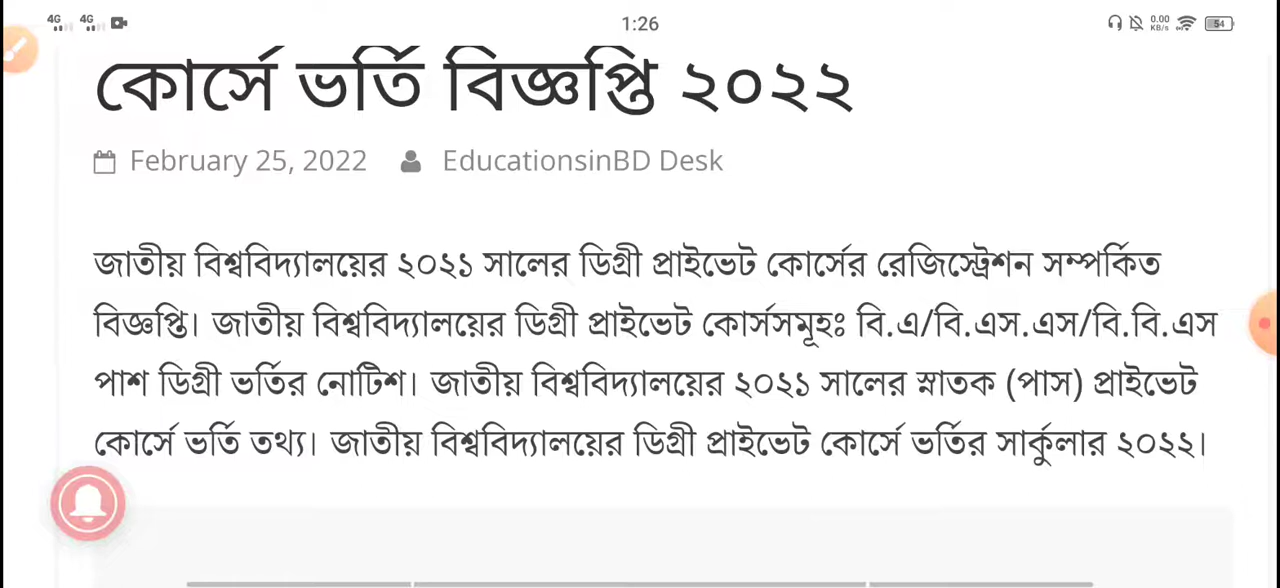 4G 4G 1:26 0.00 KB/s 54
কোর্সে ভর্তি বিজ্ঞপ্তি ২০২২
February 25, 2022 EducationsinBD Desk
জাতীয় বিশ্ববিদ্যালয়ের ২০২১ সালের ডিগ্রী প্রাইভেট কোর্সের রেজিস্ট্রেশন সম্পর্কিত
বিজ্ঞপ্তি। জাতীয় বিশ্ববিদ্যালয়ের ডিগ্রী প্রাইভেট কোর্সসমূহঃ বি.এ/বি.এস.এস/বি.বি.এস
পাশ ডিগ্রী ভর্তির নোটিশ। জাতীয় বিশ্ববিদ্যালয়ের ২০২১ সালের স্নাতক (পাস) প্রাইভেট
কোর্সে ভর্তি তথ্য। জাতীয় বিশ্ববিদ্যালয়ের ডিগ্রী প্রাইভেট কোর্সে ভর্তির সার্কুলার ২০২২।